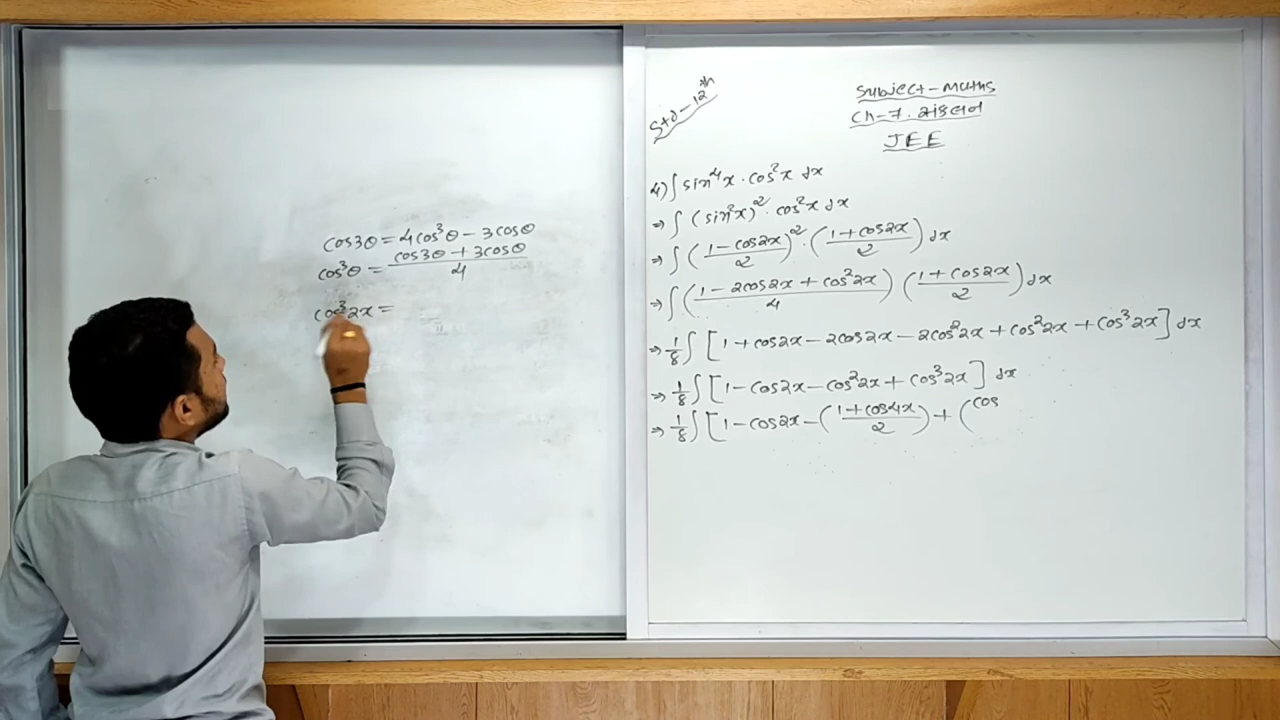 cos3θ = 4cos³θ - 3cosθ
cos³θ = (cos3θ + 3cosθ)/4
cos³2x =
Std - 12th
Subject - Maths
Ch-7. સંકલન
JEE
4) ∫ sin⁴x · cos²x dx
⇒ ∫ (sin²x)² · cos²x dx
⇒ ∫ ((1 - cos2x)/2)² · ((1 + cos2x)/2) dx
⇒ ∫ ((1 - 2cos2x + cos²2x)/4) ((1 + cos2x)/2) dx
⇒ 1/8 ∫ [1 + cos2x - 2cos2x - 2cos²2x + cos²2x + cos³2x] dx
⇒ 1/8 ∫ [1 - cos2x - cos²2x + cos³2x] dx
⇒ 1/8 ∫ [1 - cos2x - ((1 + cos4x)/2) + (cos